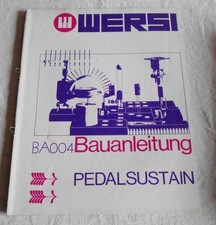 WERSI
BA004 Bauanleitung
PEDALSUSTAIN